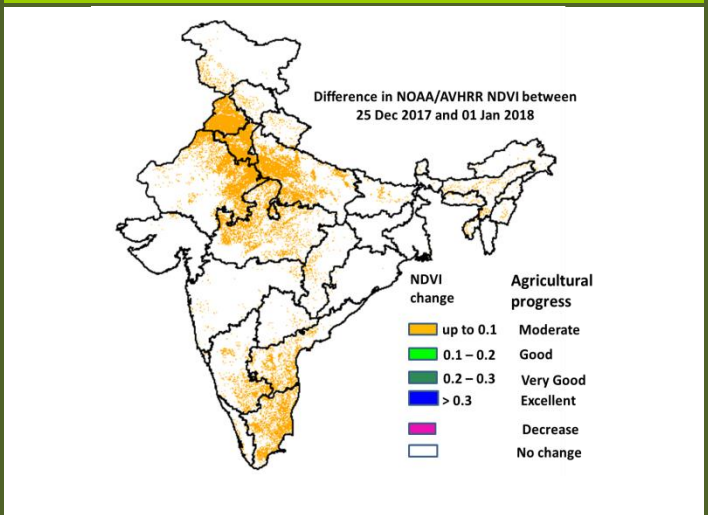 Difference in NOAA/AVHRR NDVI between
25 Dec 2017 and 01 Jan 2018
NDVI
change
Agricultural
progress
up to 0.1 Moderate
0.1 – 0.2 Good
0.2 – 0.3 Very Good
> 0.3 Excellent
Decrease
No change